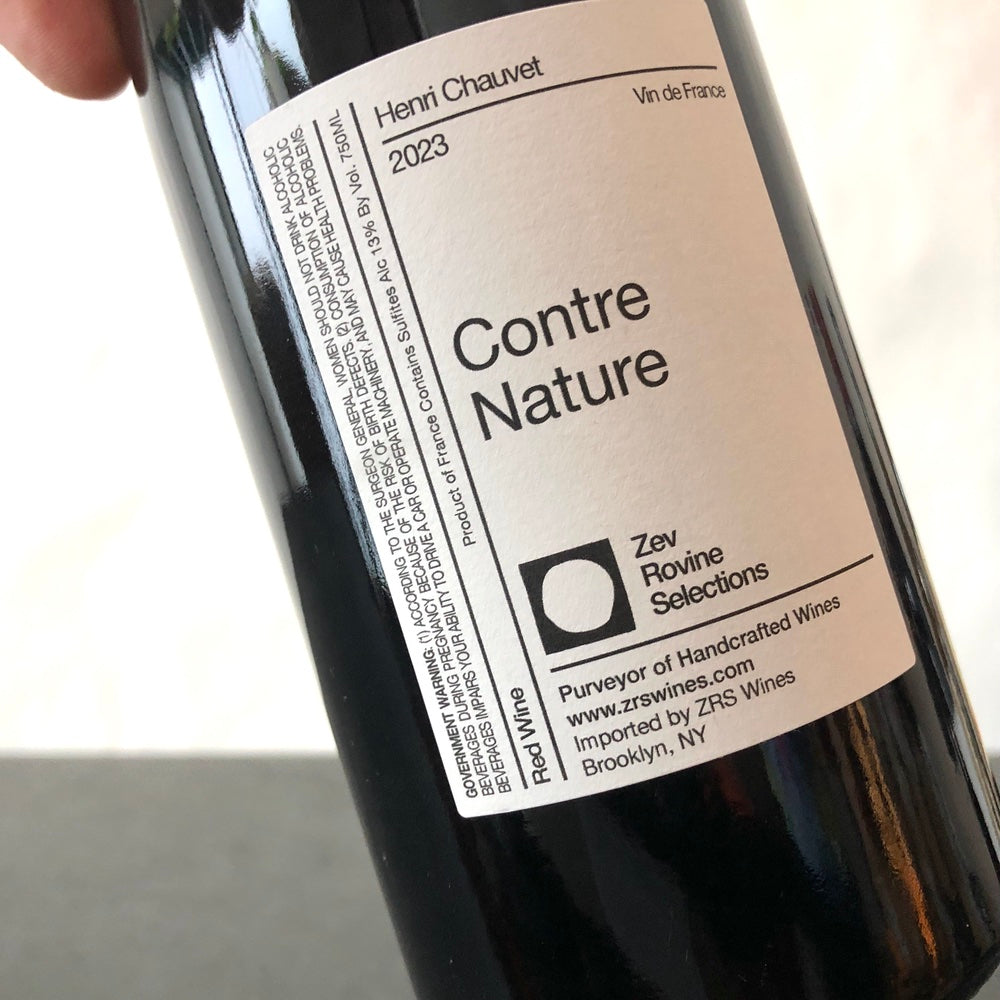 Henri Chauvet
Vin de France
2023
Contre
Nature
Zev
Rovine
Selections
Purveyor of Handcrafted Wines
www.zrswines.com
Imported by ZRS Wines
Brooklyn, NY
Red Wine
Product of France Contains Sulfites Alc 13% By Vol. 750ML
GOVERNMENT WARNING: (1) ACCORDING TO THE SURGEON GENERAL, WOMEN SHOULD NOT DRINK ALCOHOLIC
BEVERAGES DURING PREGNANCY BECAUSE OF THE RISK OF BIRTH DEFECTS. (2) CONSUMPTION OF ALCOHOLIC
BEVERAGES IMPAIRS YOUR ABILITY TO DRIVE A CAR OR OPERATE MACHINERY, AND MAY CAUSE HEALTH PROBLEMS.